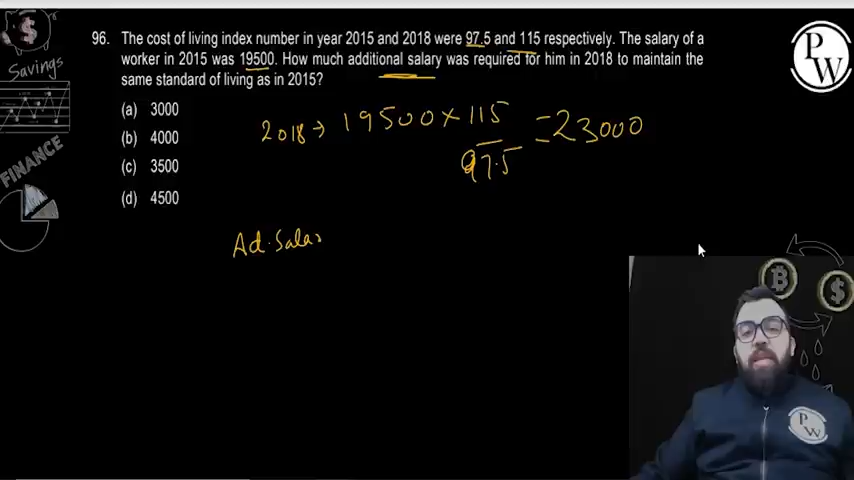 96. The cost of living index number in year 2015 and 2018 were 97.5 and 115 respectively. The salary of a
worker in 2015 was 19500. How much additional salary was required for him in 2018 to maintain the
same standard of living as in 2015?
(a) 3000
(b) 4000
(c) 3500
(d) 4500
2018→ 19500 × 115 = 23000
97.5
Ad. Salar
Savings
FINANCE
PW
PW